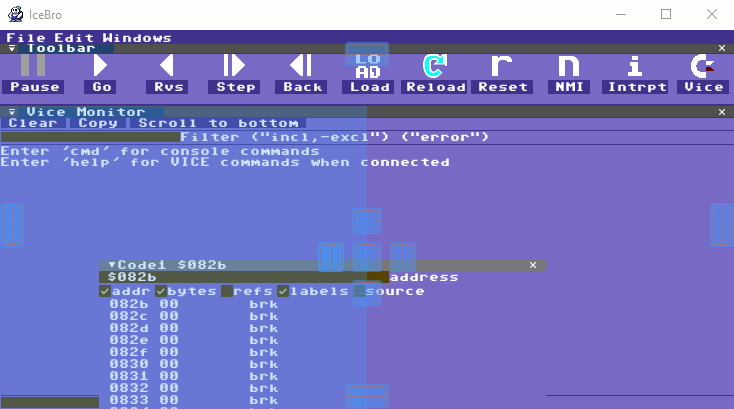 IceBro
File Edit Windows
Toolbar
LO
AD
Pause Go Rvs Step Back Load Reload Reset NMI Intrpt Vice
Vice Monitor
Clear Copy Scroll to bottom
Filter ("incl,-excl") ("error")
Enter 'cmd' for console commands
Enter 'help' for VICE commands when connected
Code1 $082b
$082b address
addr bytes refs labels source
082b 00 brk
082c 00 brk
082d 00 brk
082e 00 brk
082f 00 brk
0830 00 brk
0831 00 brk
0832 00 brk
0833 00 brk